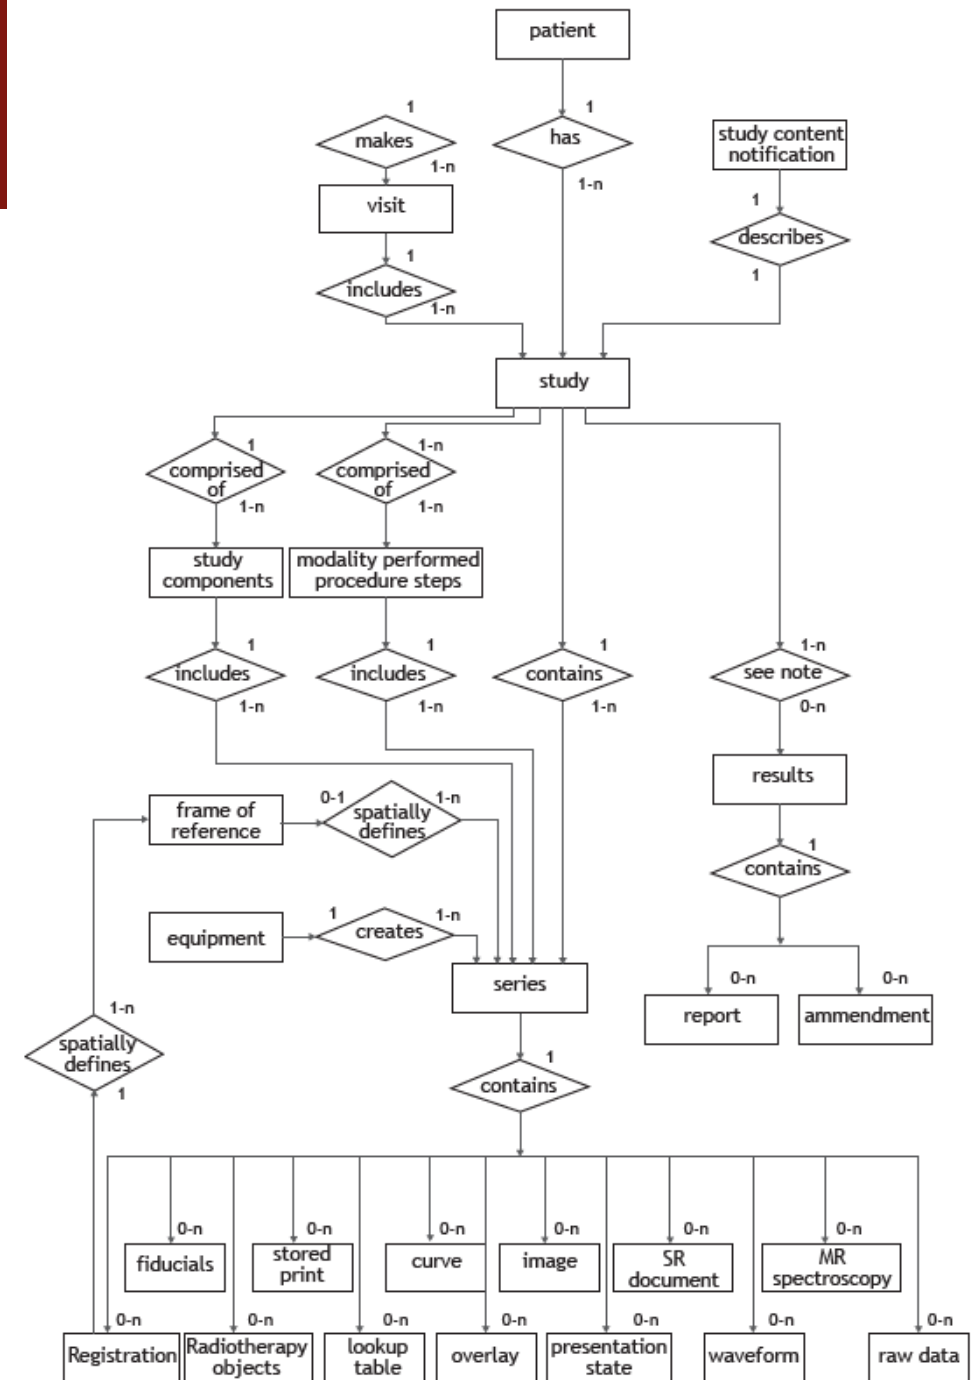 patient
1
1
makes
has
study content
notification
1-n
1-n
visit
1
describes
1
1
includes
1-n
study
1
1-n
comprised
of
comprised
of
1-n
1-n
study
components
modality performed
procedure steps
1
1
1
1-n
includes
includes
contains
see note
1-n
1-n
1-n
0-n
results
frame of
reference
0-1
1-n
spatially
defines
1
contains
equipment
1
1-n
creates
series
0-n
0-n
report
ammendment
1-n
spatially
defines
1
1
contains
0-n
0-n
0-n
0-n
0-n
0-n
fiducials
stored
print
curve
image
SR
document
MR
spectroscopy
0-n
0-n
0-n
0-n
0-n
0-n
0-n
Registration
Radiotherapy
objects
lookup
table
overlay
presentation
state
waveform
raw data